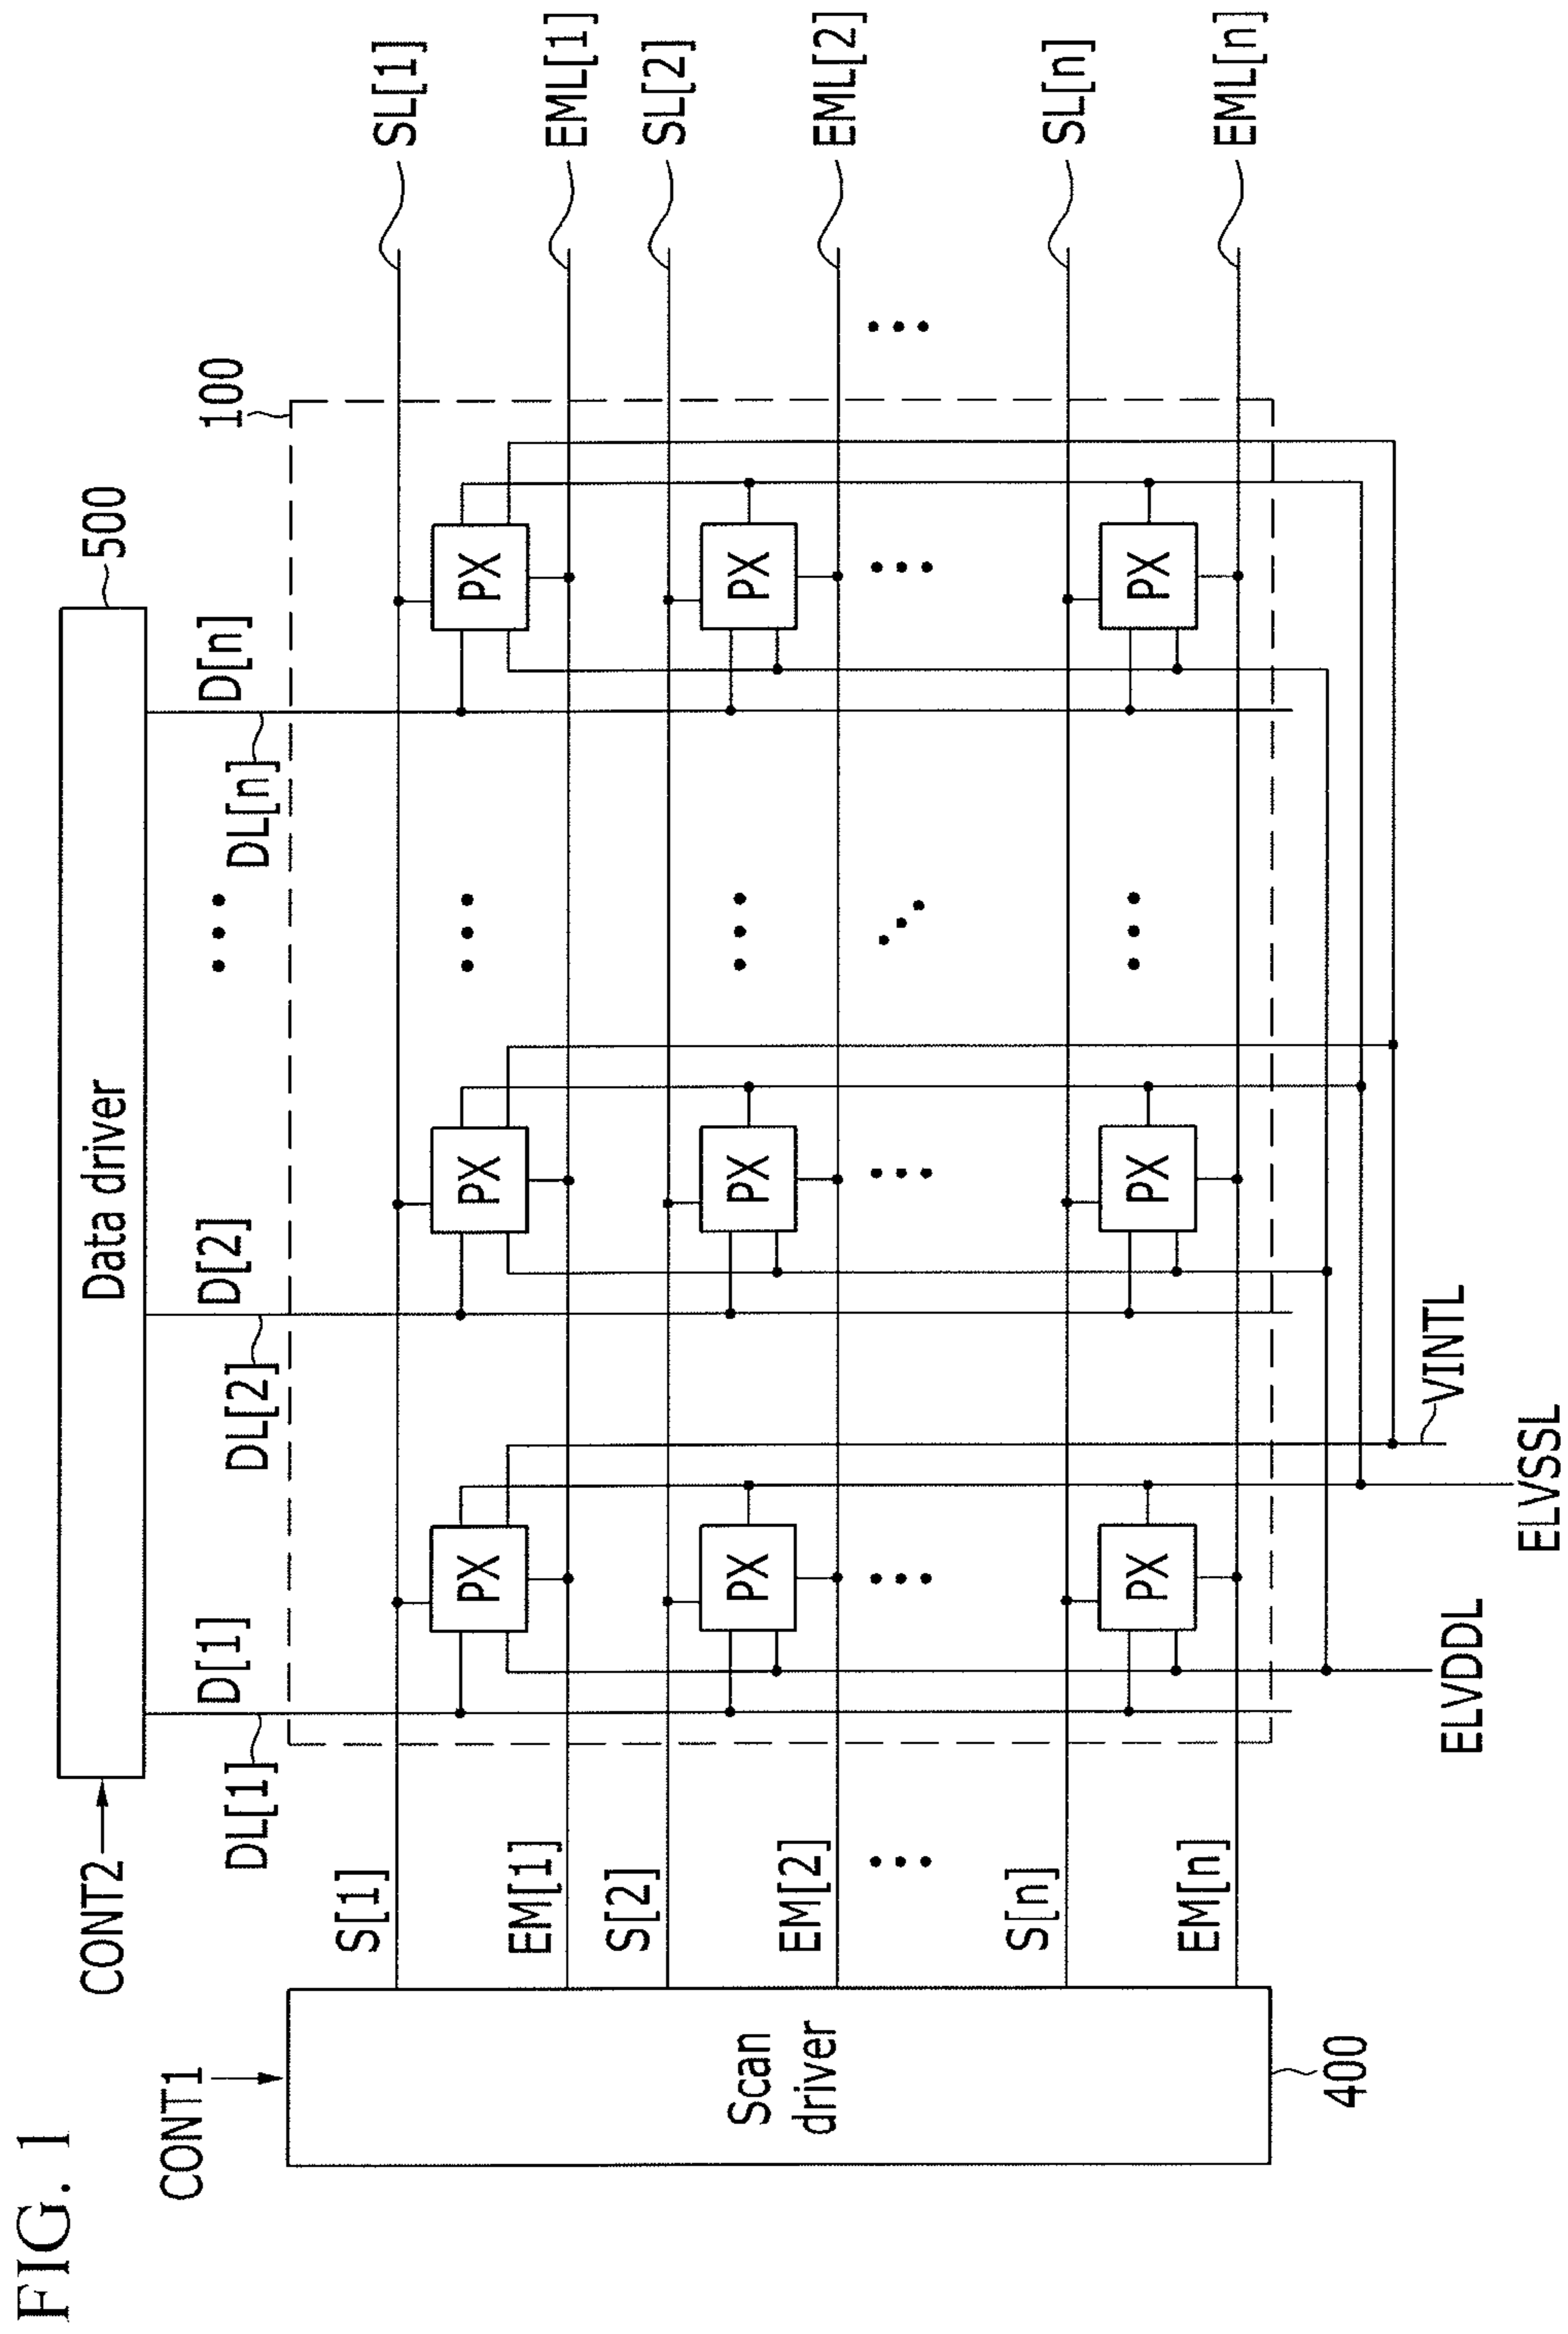 FIG. 1
CONT2
Data driver
500
D[1]
D[2]
D[n]
DL[1]
DL[2]
DL[n]
100
CONT1
Scan
driver
400
S[1]
SL[1]
PX
PX
PX
EM[1]
EML[1]
S[2]
SL[2]
PX
PX
PX
EM[2]
EML[2]
S[n]
SL[n]
PX
PX
PX
EM[n]
EML[n]
VINTL
ELVDDL
ELVSSL